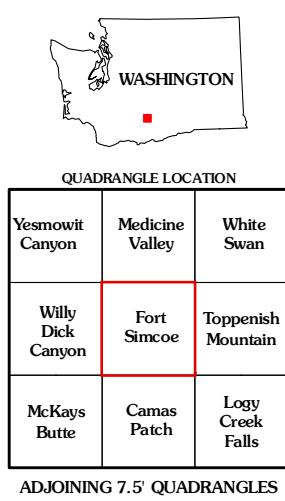 WASHINGTON
QUADRANGLE LOCATION
Yesmowit
Canyon
Medicine
Valley
White
Swan
Willy
Dick
Canyon
Fort
Simcoe
Toppenish
Mountain
McKays
Butte
Camas
Patch
Logy
Creek
Falls
ADJOINING 7.5' QUADRANGLES